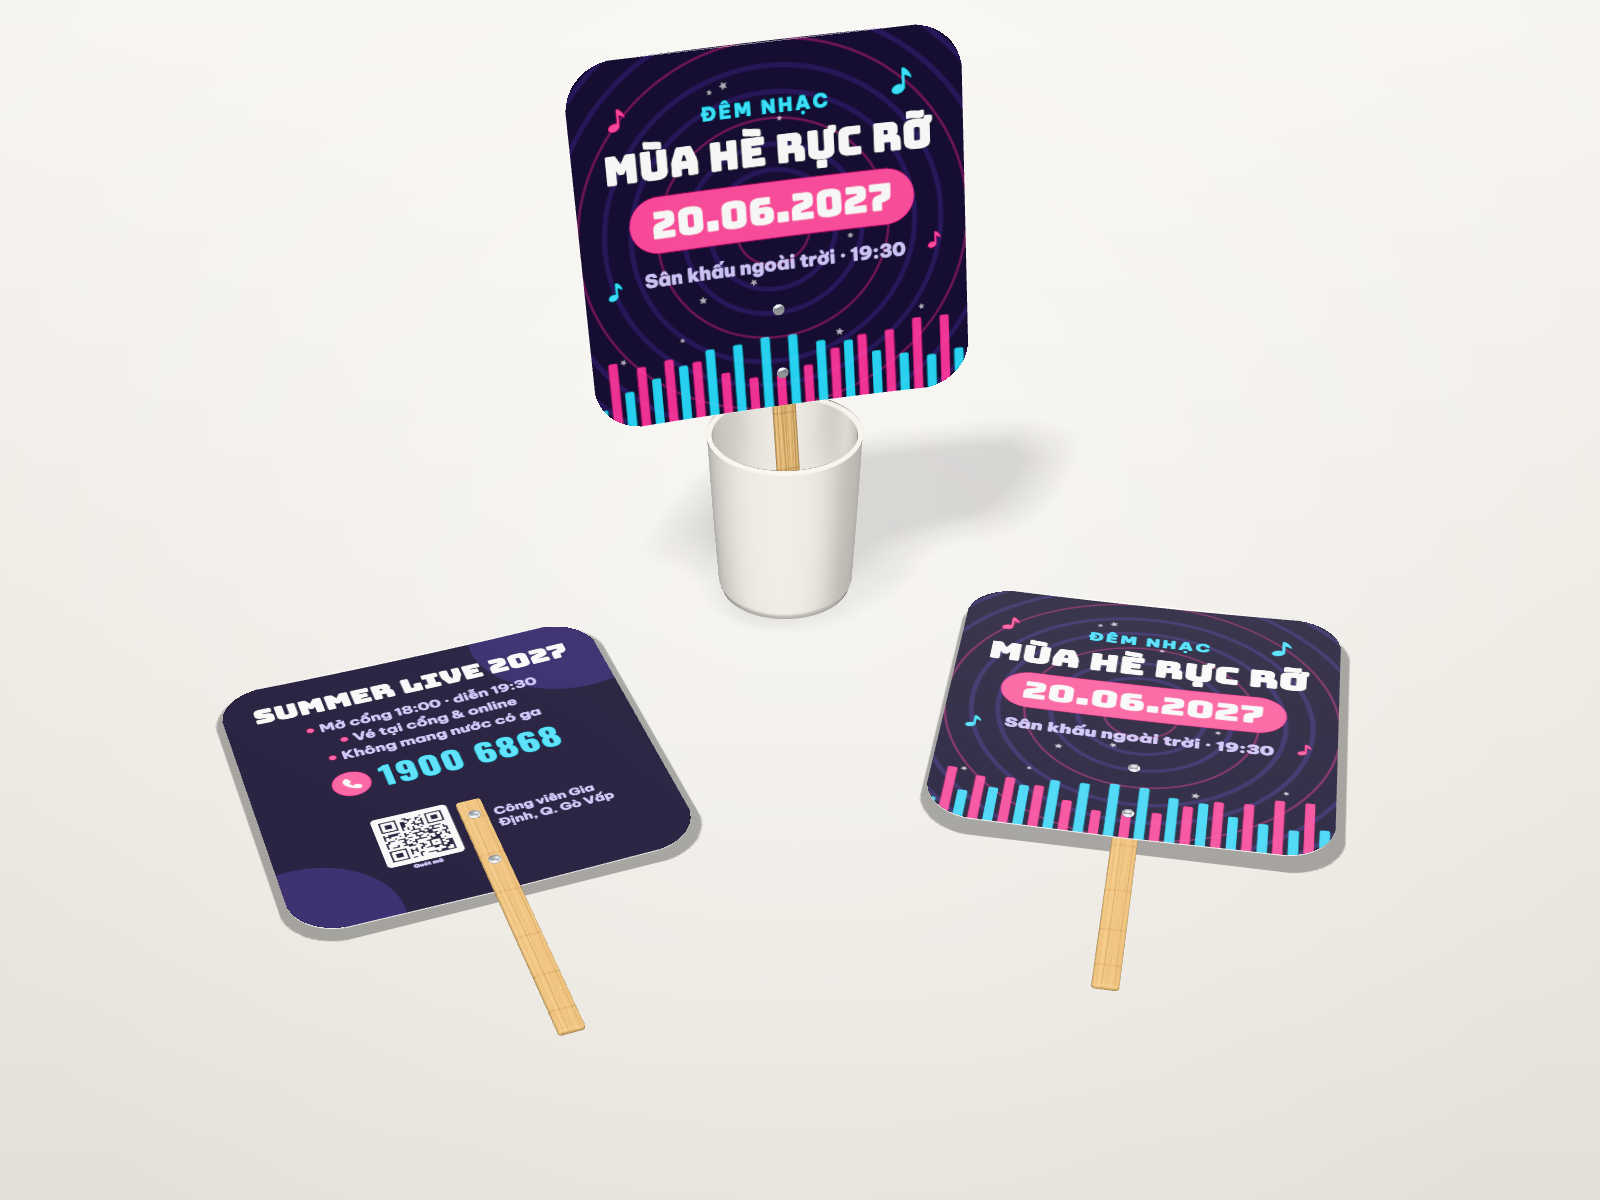 ĐÊM NHẠC
MÙA HÈ RỰC RỠ
20.06.2027
Sân khấu ngoài trời · 19:30
SUMMER LIVE 2027
• Mở cổng 18:00 · diễn 19:30
• Vé tại cổng & online
• Không mang nước có ga
1900 6868
Công viên Gia
Định, Q. Gò Vấp
Quét mã
ĐÊM NHẠC
MÙA HÈ RỰC RỠ
20.06.2027
Sân khấu ngoài trời · 19:30